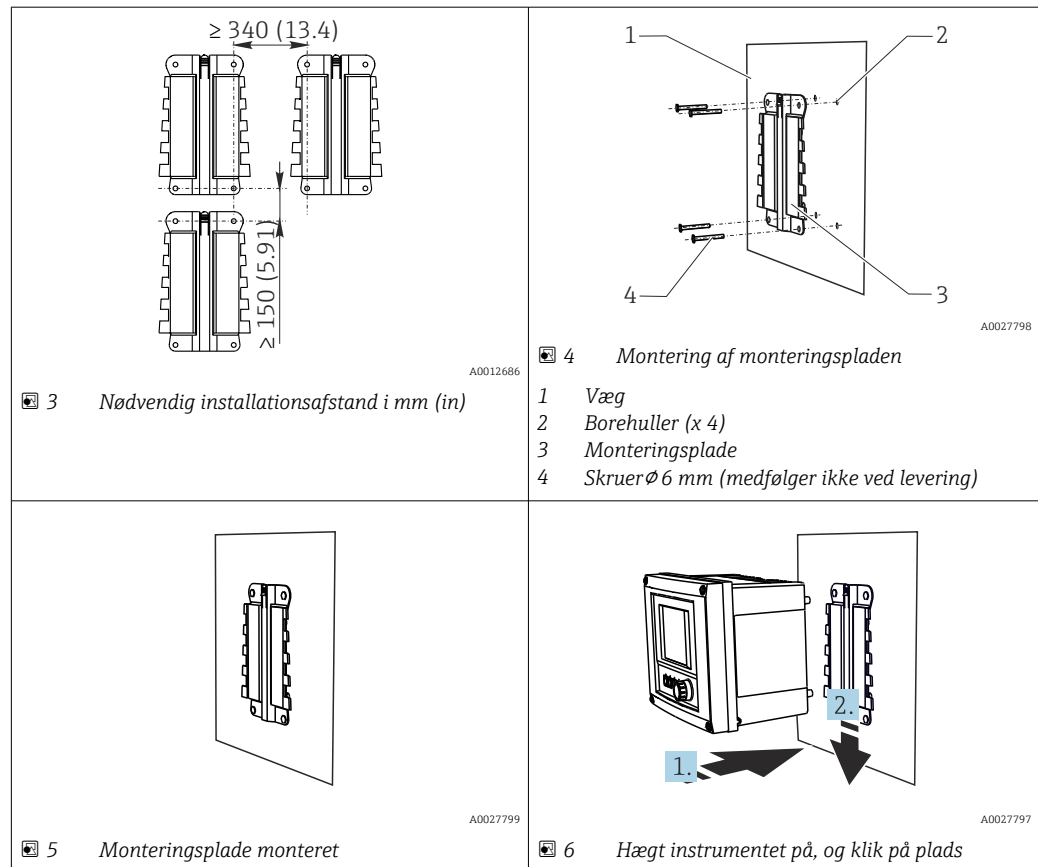 ≥ 340 (13.4)
≥ 150 (5.91)
A0012686
3 Nødvendig installationsafstand i mm (in)
1
2
4
3
A0027798
4 Montering af monteringspladen
1 Væg
2 Borehuller (x 4)
3 Monteringsplade
4 Skruer Ø 6 mm (medfølger ikke ved levering)
A0027799
5 Monteringsplade monteret
2.
1.
A0027797
6 Hægt instrumentet på, og klik på plads